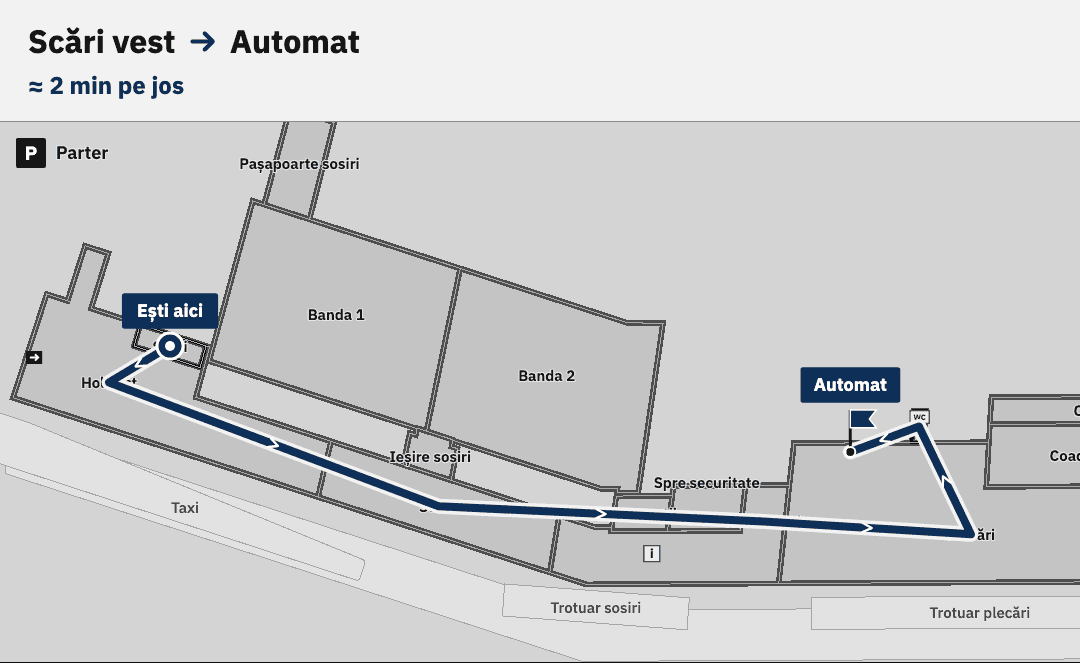 Scări vest → Automat
≈ 2 min pe jos
P Parter
Pașapoarte sosiri
Ești aici
Banda 1
Banda 2
Automat
wc
Ieșire sosiri
Spre securitate
Taxi
i
Trotuar sosiri
Trotuar plecări